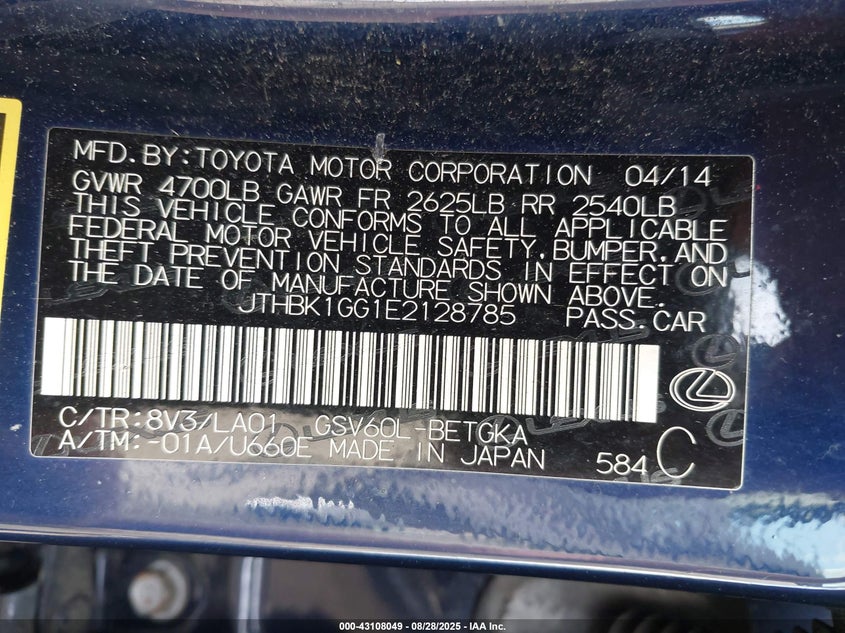 MFD.BY:TOYOTA MOTOR CORPORATION 04/14
GVWR 4700LB GAWR FR 2625LB RR 2540LB
THIS VEHICLE CONFORMS TO ALL APPLICABLE
FEDERAL MOTOR VEHICLE SAFETY,BUMPER,AND
THEFT PREVENTION STANDARDS IN EFFECT ON
THE DATE OF MANUFACTURE SHOWN ABOVE.
JTHBK1GG1E2128785 PASS.CAR
C/TR:8V3/LA01 GSV60L-BETGKA
A/TM:-01A/U660E MADE IN JAPAN 584 C
000-43108049 - 08/28/2025 - IAA Inc.